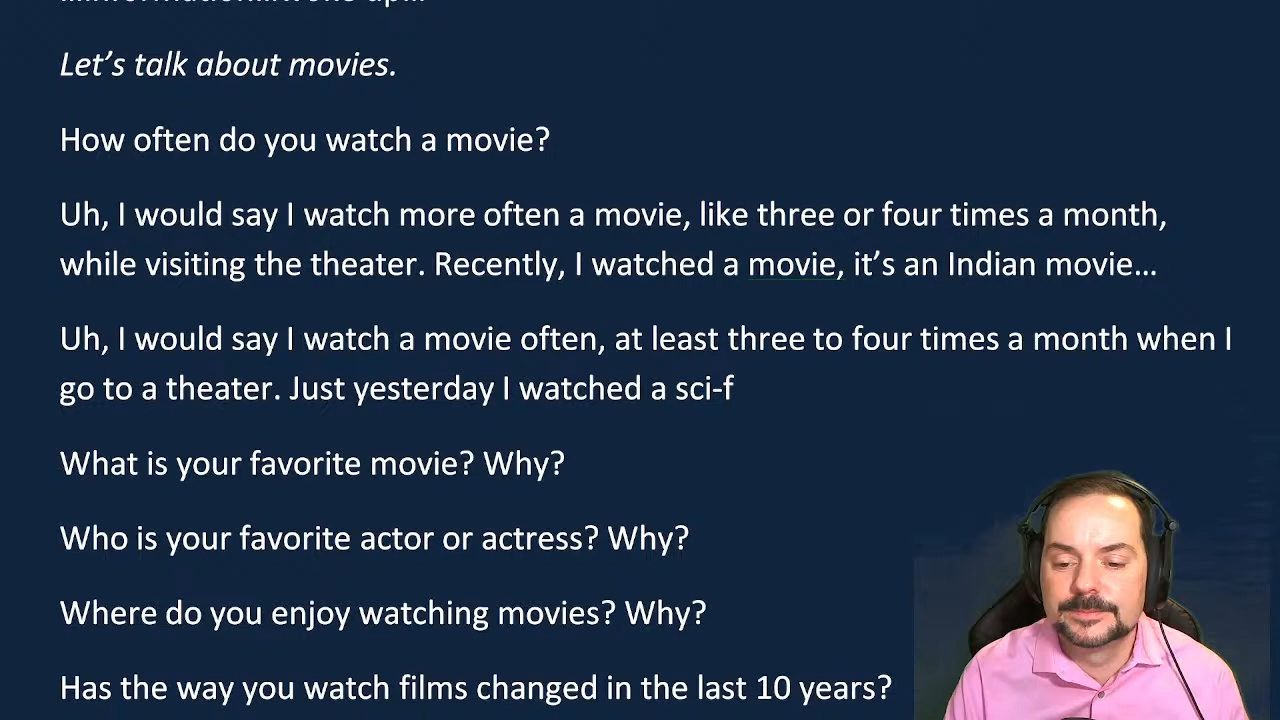 Let’s talk about movies.
How often do you watch a movie?
Uh, I would say I watch more often a movie, like three or four times a month,
while visiting the theater. Recently, I watched a movie, it’s an Indian movie…
Uh, I would say I watch a movie often, at least three to four times a month when I
go to a theater. Just yesterday I watched a sci-f
What is your favorite movie? Why?
Who is your favorite actor or actress? Why?
Where do you enjoy watching movies? Why?
Has the way you watch films changed in the last 10 years?